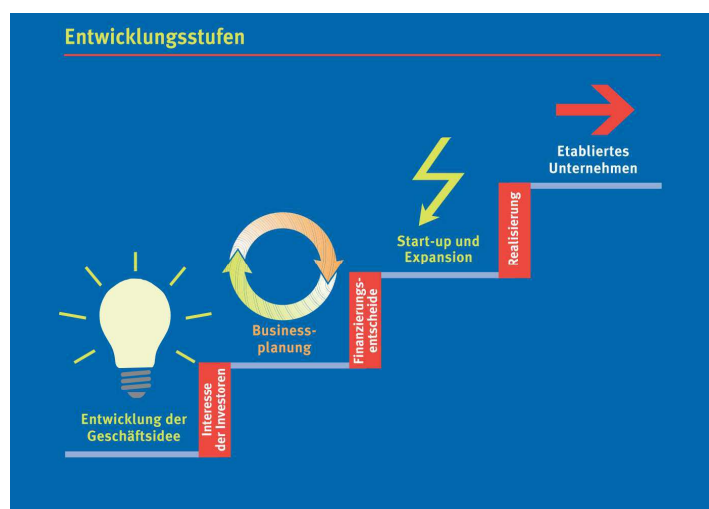 Entwicklungsstufen
Entwicklung der
Geschäftsidee
Interesse
der Investoren
Business-
planung
Finanzierungs-
entscheide
Start-up und
Expansion
Realisierung
Etabliertes
Unternehmen